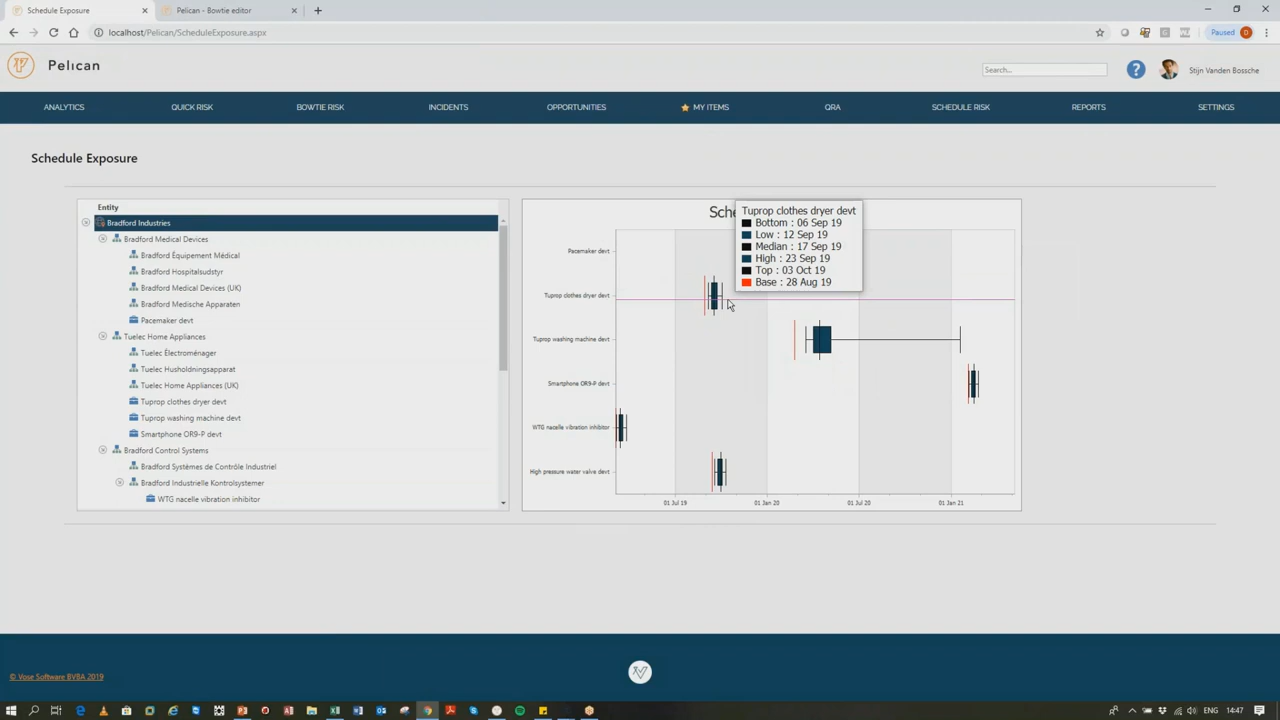 Schedule Exposure
Pelican - Bowtie editor
localhost/Pelican/ScheduleExposure.aspx
Paused
Pelıcan
Search...
?
Stijn Vanden Bossche
ANALYTICS
QUICK RISK
BOWTIE RISK
INCIDENTS
OPPORTUNITIES
MY ITEMS
QRA
SCHEDULE RISK
REPORTS
SETTINGS
Schedule Exposure
Entity
Bradford Industries
Bradford Medical Devices
Bradford Équipement Médical
Bradford Hospitalsudstyr
Bradford Medical Devices (UK)
Bradford Medische Apparaten
Pacemaker devt
Tuelec Home Appliances
Tuelec Électroménager
Tuelec Husholdningsapparat
Tuelec Home Appliances (UK)
Tuprop clothes dryer devt
Tuprop washing machine devt
Smartphone OR9-P devt
Bradford Control Systems
Bradford Systèmes de Contrôle Industriel
Bradford Industrielle Kontrolsystemer
WTG nacelle vibration inhibitor
Sche
Tuprop clothes dryer devt
Bottom : 06 Sep 19
Low : 12 Sep 19
Median : 17 Sep 19
High : 23 Sep 19
Top : 03 Oct 19
Base : 28 Aug 19
Pacemaker devt
Tuprop clothes dryer devt
Tuprop washing machine devt
Smartphone OR9-P devt
WTG nacelle vibration inhibitor
High pressure water valve devt
01 Jul 19
01 Jan 20
01 Jul 20
01 Jan 21
© Vose Software BVBA 2019
ENG
14:47